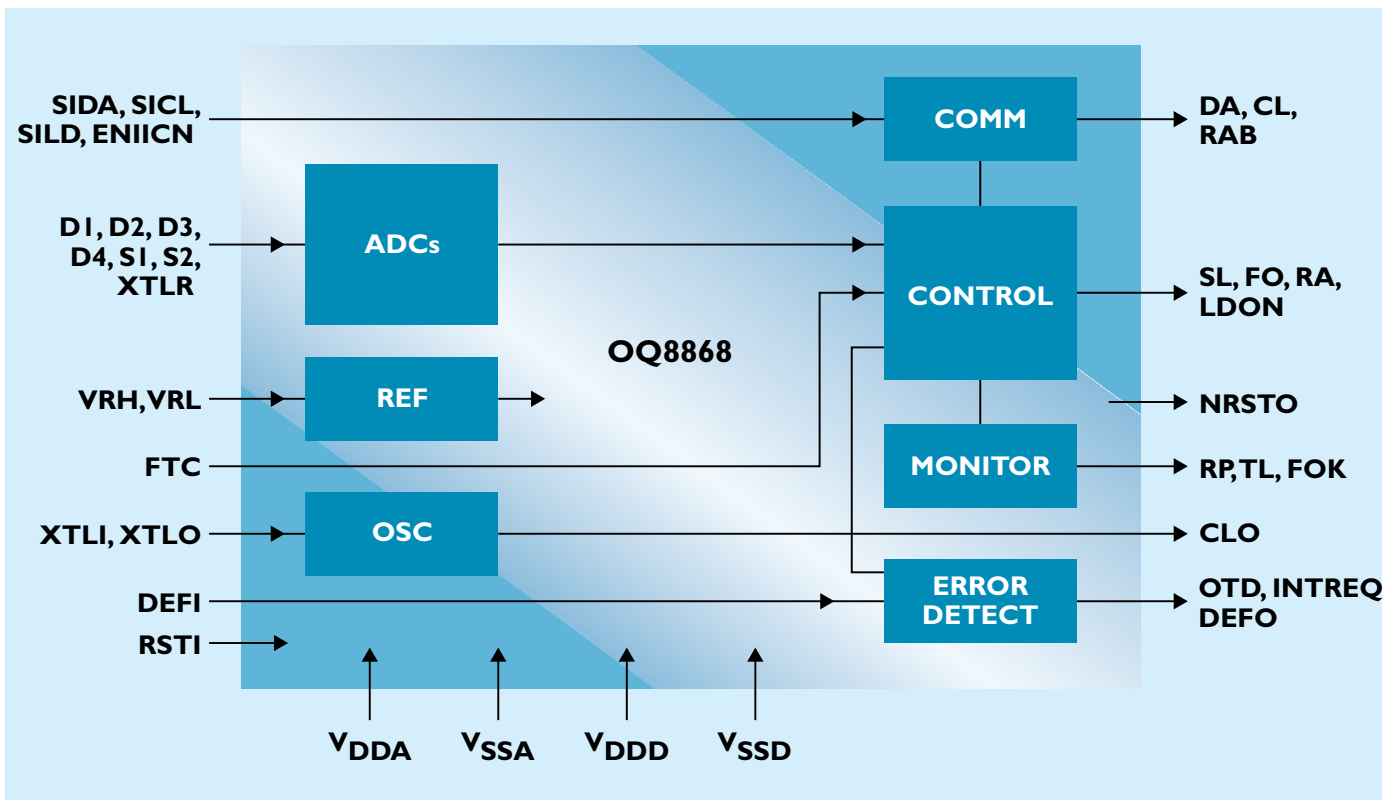 SIDA, SICL,
SILD, ENIICN
COMM
DA, CL,
RAB
D1, D2, D3,
D4, S1, S2,
XTLR
ADCs
CONTROL
SL, FO, RA,
LDON
OQ8868
VRH, VRL
REF
NRSTO
FTC
MONITOR
RP, TL, FOK
XTLI, XTLO
OSC
CLO
DEFI
ERROR
DETECT
OTD, INTREQ
DEFO
RSTI
VDDA
VSSA
VDDD
VSSD